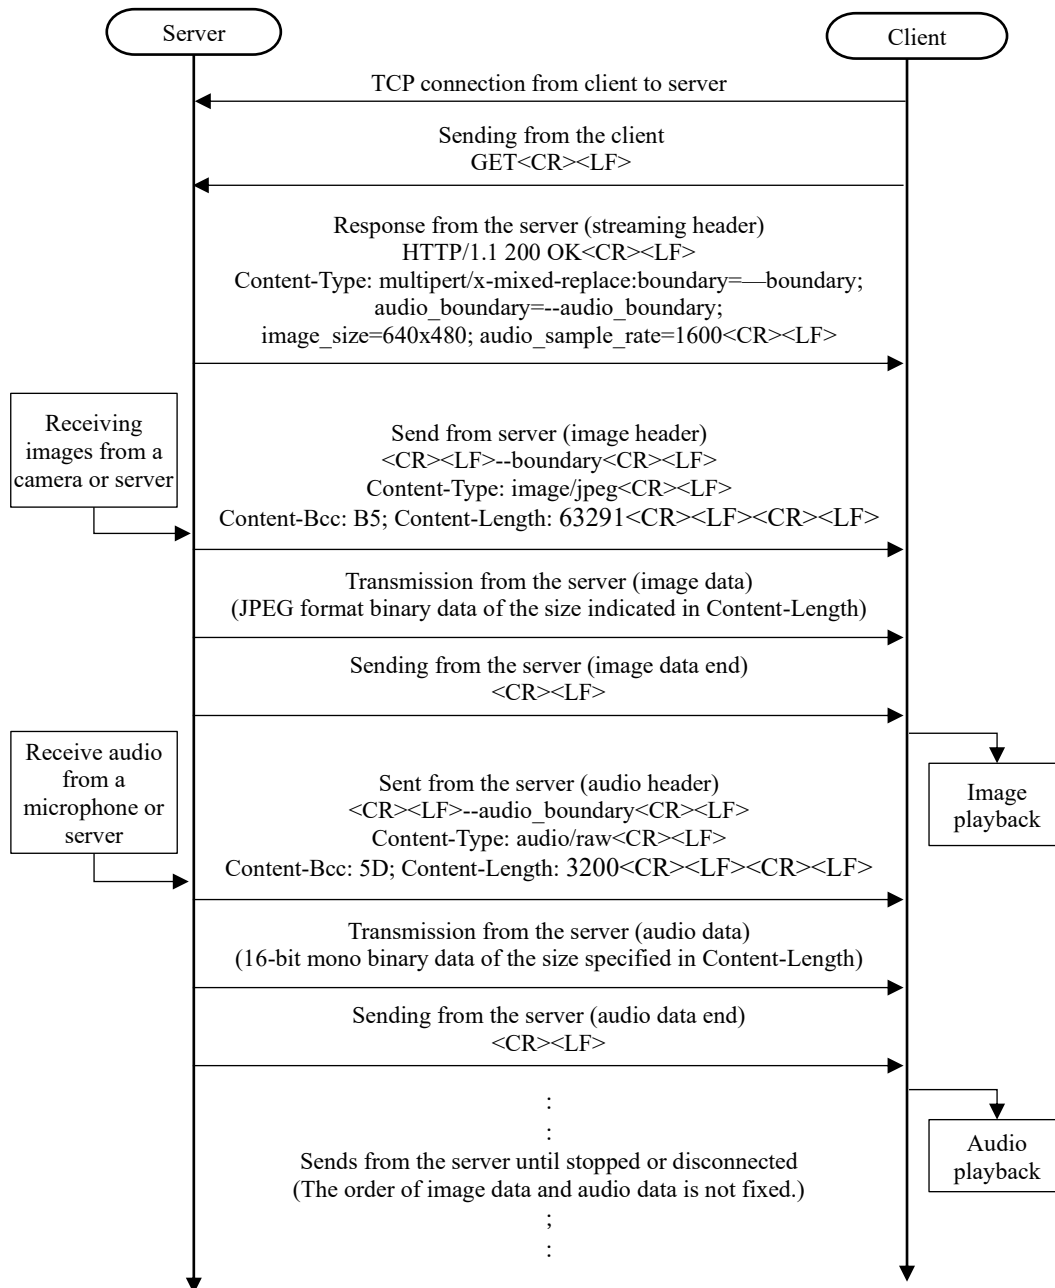 Server
Client
TCP connection from client to server
Sending from the client
GET<CR><LF>
Response from the server (streaming header)
HTTP/1.1 200 OK<CR><LF>
Content-Type: multipert/x-mixed-replace:boundary=—boundary;
audio_boundary=--audio_boundary;
image_size=640x480; audio_sample_rate=1600<CR><LF>
Receiving
images from a
camera or server
Send from server (image header)
<CR><LF>--boundary<CR><LF>
Content-Type: image/jpeg<CR><LF>
Content-Bcc: B5; Content-Length: 63291<CR><LF><CR><LF>
Transmission from the server (image data)
(JPEG format binary data of the size indicated in Content-Length)
Sending from the server (image data end)
<CR><LF>
Receive audio
from a
microphone or
server
Image
playback
Sent from the server (audio header)
<CR><LF>--audio_boundary<CR><LF>
Content-Type: audio/raw<CR><LF>
Content-Bcc: 5D; Content-Length: 3200<CR><LF><CR><LF>
Transmission from the server (audio data)
(16-bit mono binary data of the size specified in Content-Length)
Sending from the server (audio data end)
<CR><LF>
:
:
Sends from the server until stopped or disconnected
(The order of image data and audio data is not fixed.)
;
:
Audio
playback